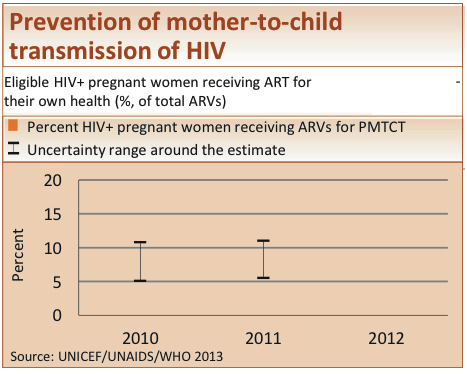 Prevention of mother-to-child
transmission of HIV
Eligible HIV+ pregnant women receiving ART for -
their own health (%, of total ARVs)
Percent HIV+ pregnant women receiving ARVs for PMTCT
Uncertainty range around the estimate
20
15
10
5
0
Percent
2010 2011 2012
Source: UNICEF/UNAIDS/WHO 2013